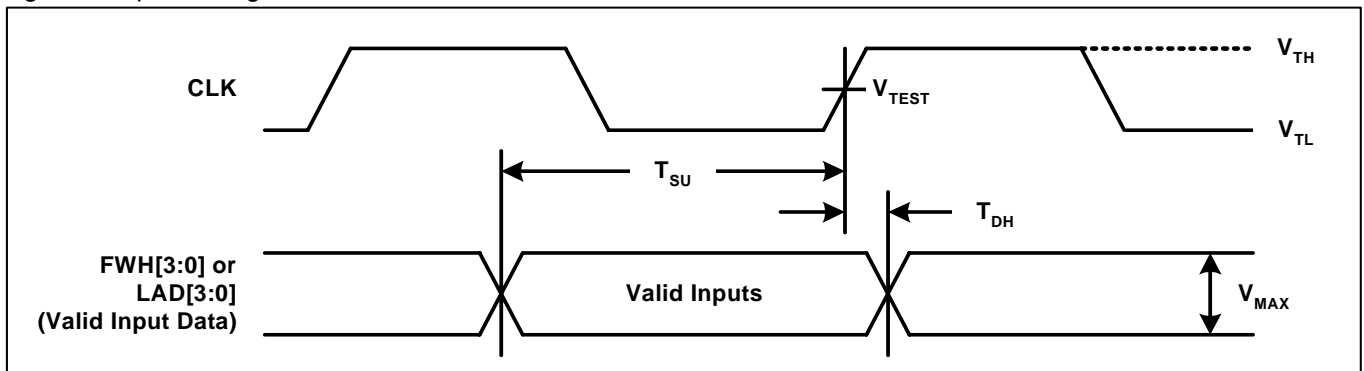 CLK
V_TH
V_TEST
V_TL
T_SU
T_DH
FWH[3:0] or
LAD[3:0]
(Valid Input Data)
Valid Inputs
V_MAX